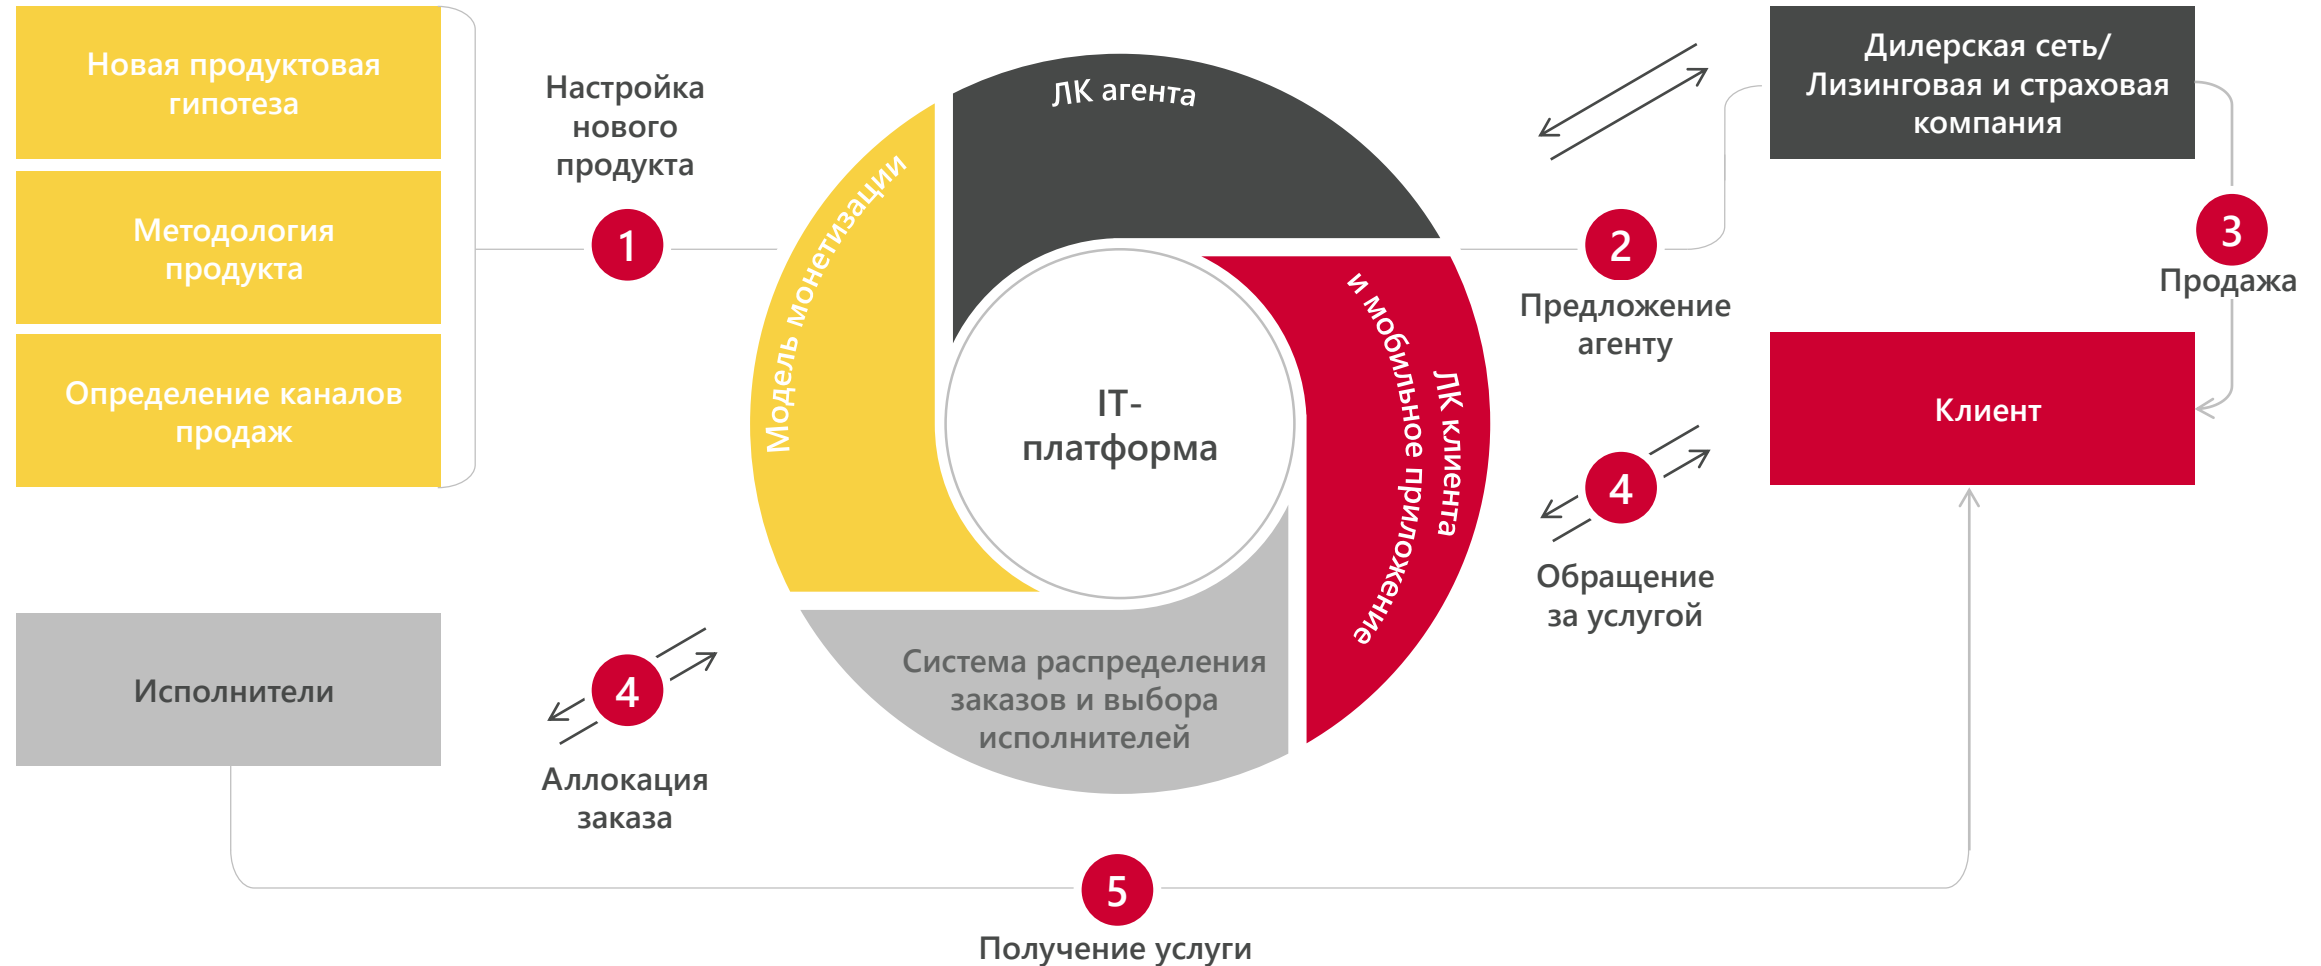 Новая продуктовая
гипотеза
Методология
продукта
Определение каналов
продаж
Настройка
нового
продукта
1
Модель монетизации
ЛК агента
ЛК клиента
и мобильное приложение
IT-
платформа
Система распределения
заказов и выбора
исполнителей
2
Предложение
агенту
Дилерская сеть/
Лизинговая и страховая
компания
3
Продажа
Клиент
4
Обращение
за услугой
Исполнители
4
Аллокация
заказа
5
Получение услуги